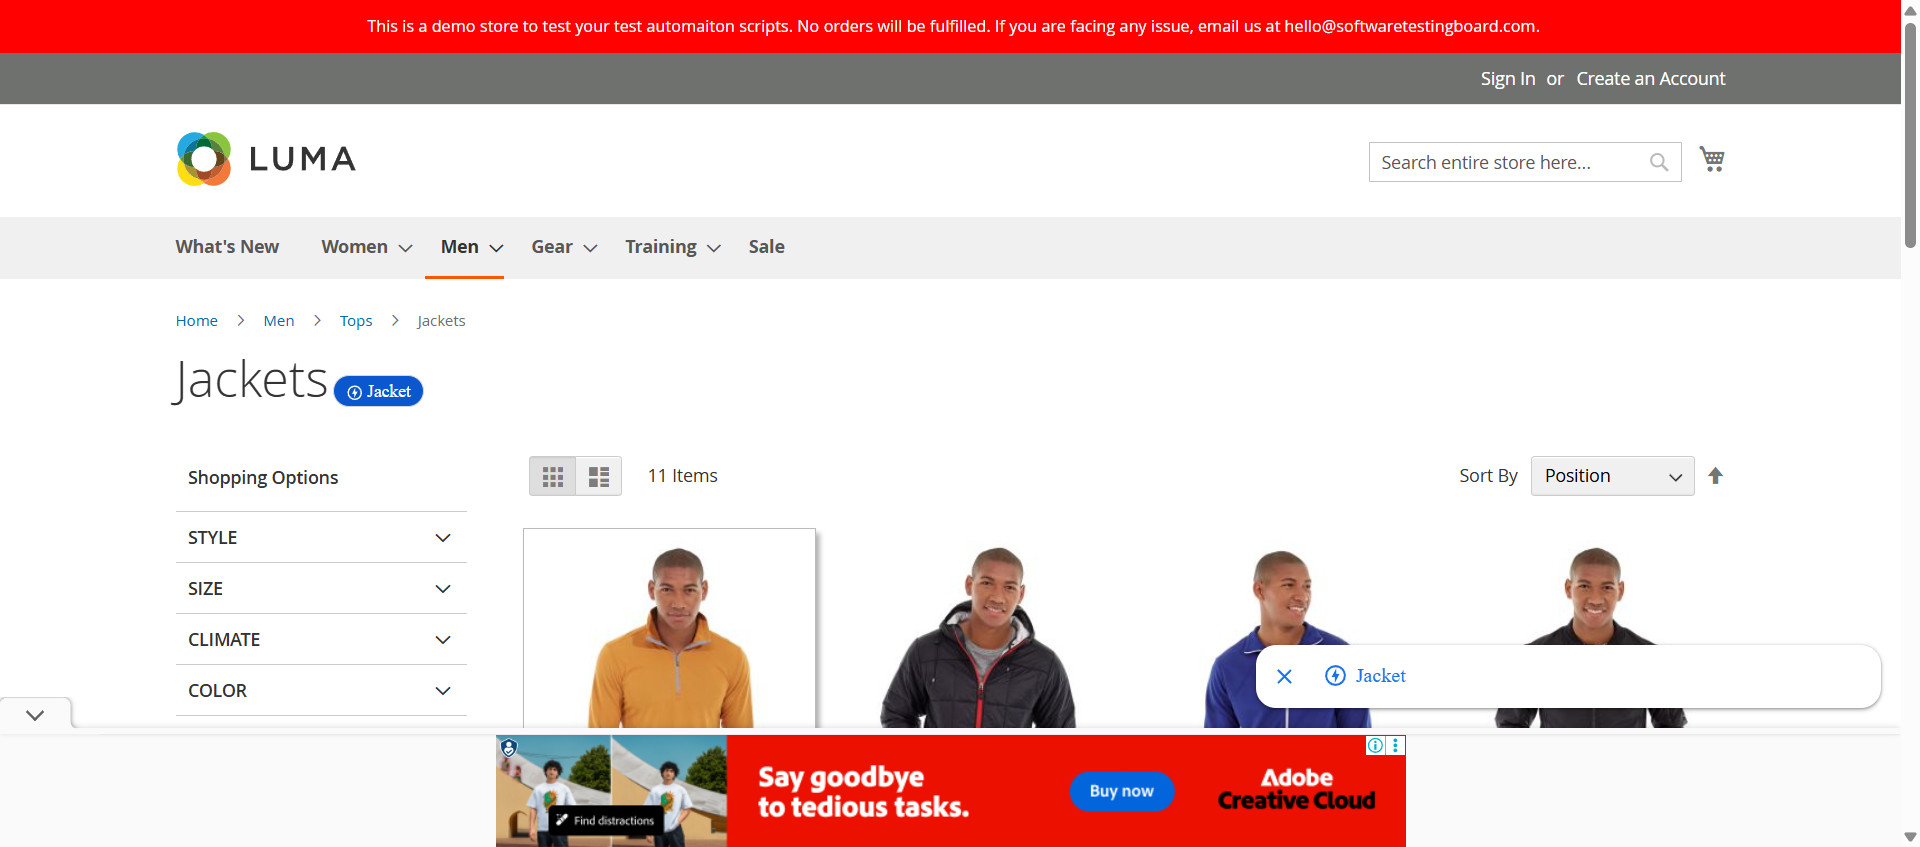 This is a demo store to test your test automaiton scripts. No orders will be fulfilled. If you are facing any issue, email us at hello@softwaretestingboard.com.
Sign In or Create an Account
LUMA
Search entire store here...
What's New Women Men Gear Training Sale
Home > Men > Tops > Jackets
Jackets Jacket
Shopping Options
11 Items
Sort By Position
STYLE
SIZE
CLIMATE
COLOR
Jacket
Find distractions
Say goodbye
to tedious tasks.
Buy now
Adobe
Creative Cloud